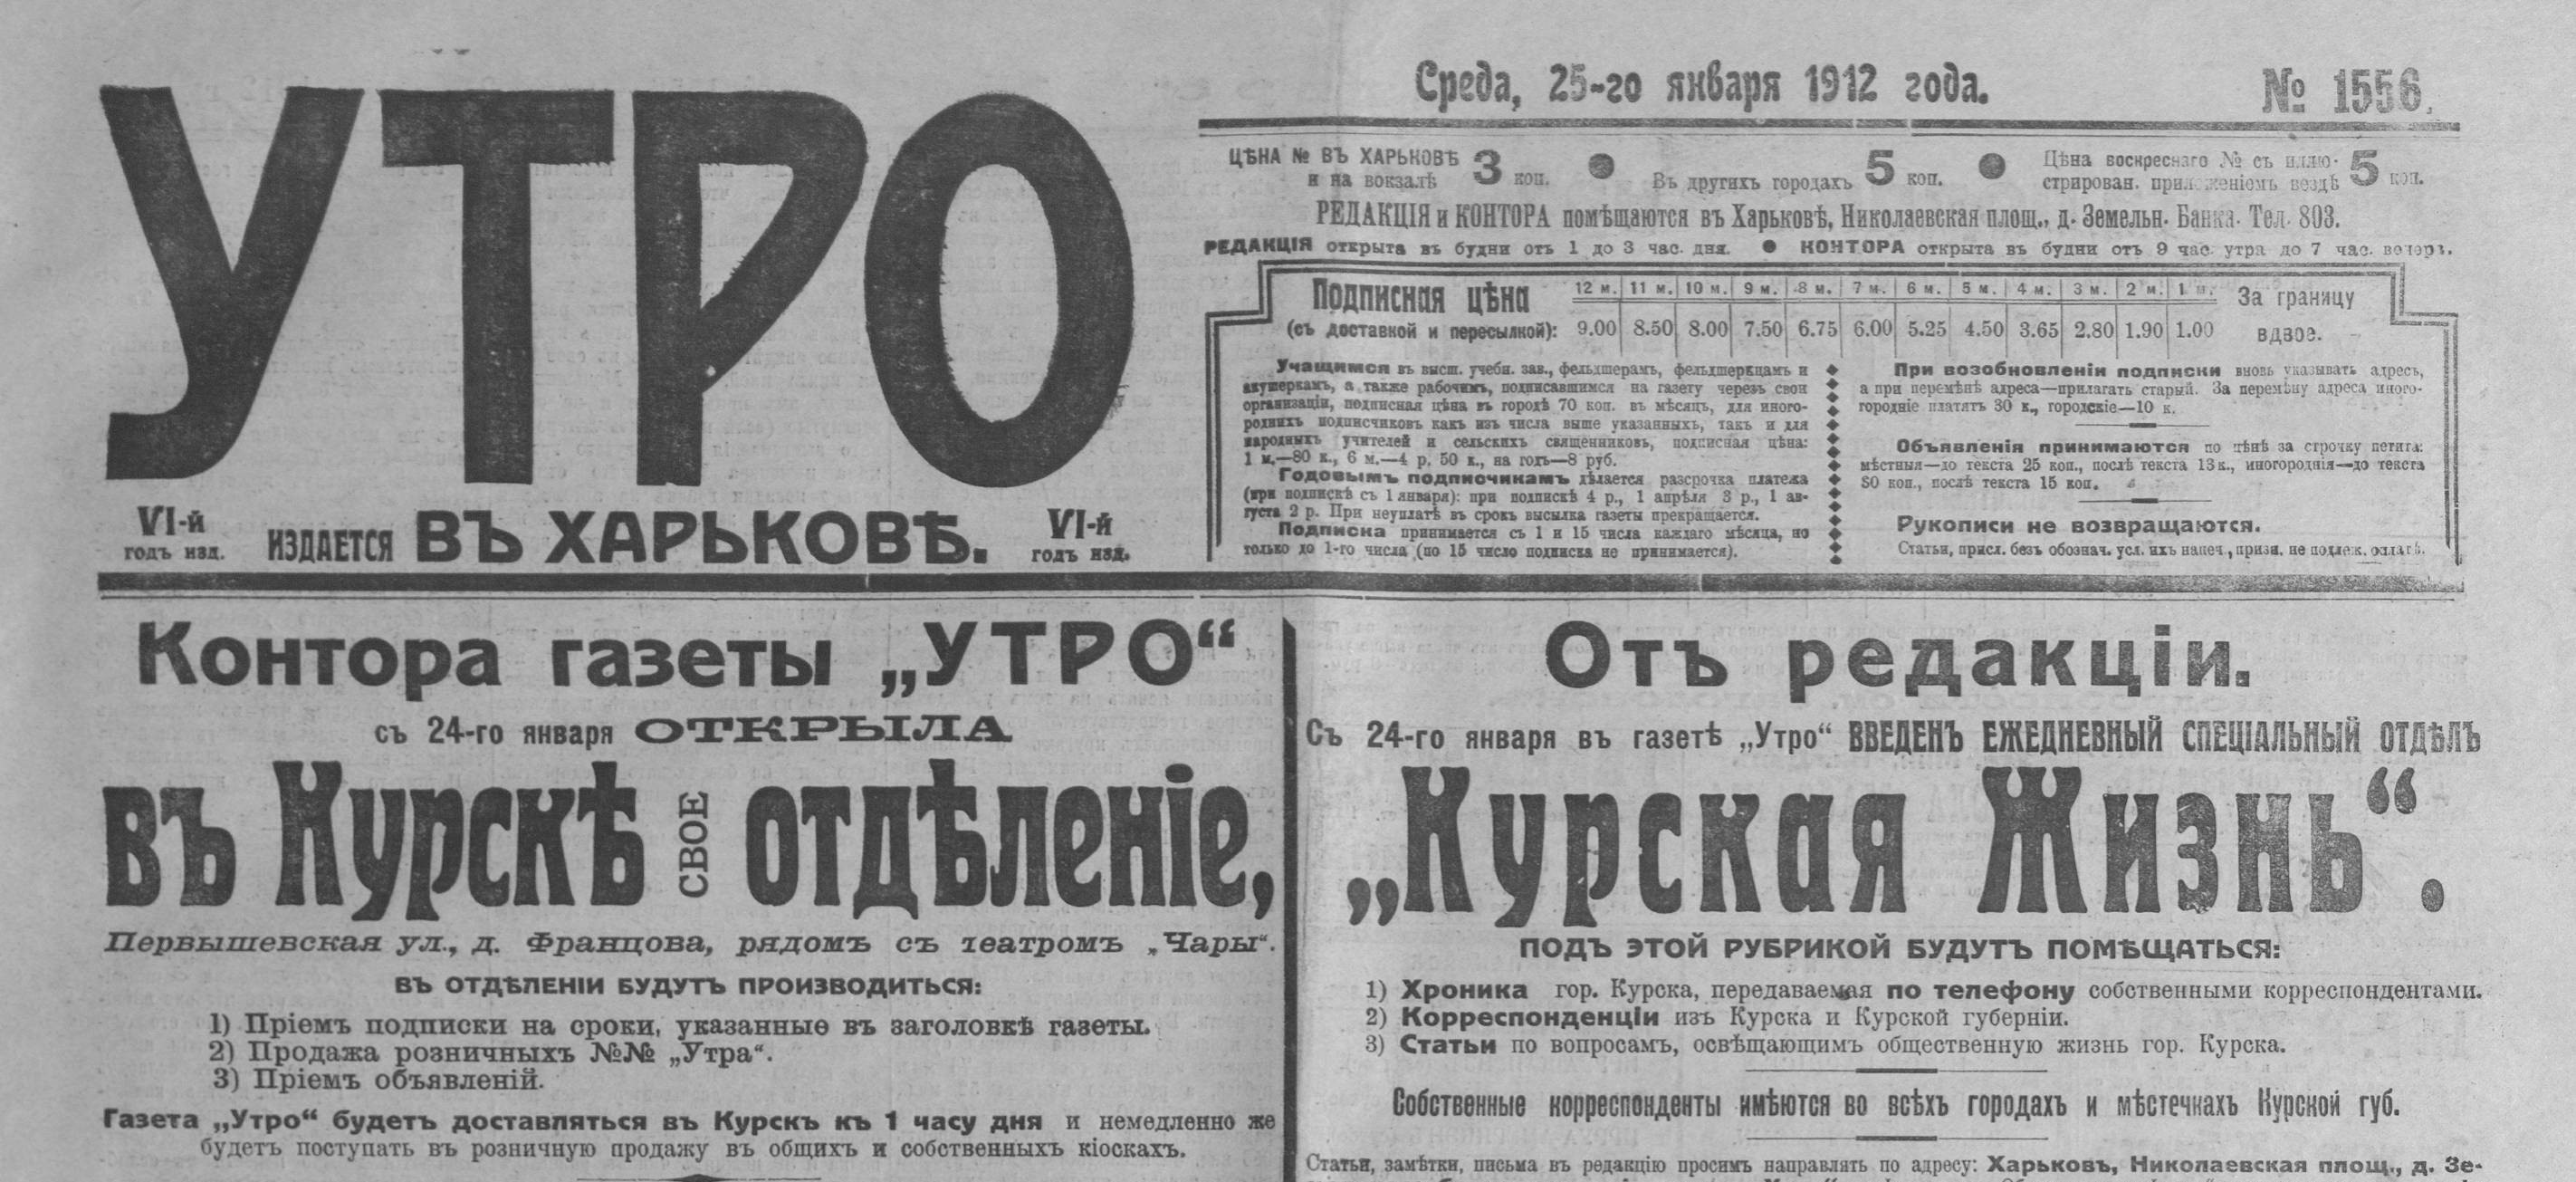 УТРО
VI-й
годъ изд.
ИЗДАЕТСЯ ВЪ ХАРЬКОВѢ.
VI-й
годъ изд.
Среда, 25-го января 1912 года.
№ 1556.
ЦѢНА № ВЪ ХАРЬКОВѢ
и на вокзалѣ 3 коп.
Въ другихъ городахъ 5 коп.
Цѣна воскреснаго № съ иллю-
стрирован. приложеніемъ вездѣ 5 коп.
РЕДАКЦІЯ и КОНТОРА помѣщаются въ Харьковѣ, Николаевская площ., д. Земельн. Банка. Тел. 803.
РЕДАКЦІЯ открыта въ будни отъ 1 до 3 час. дня. ● КОНТОРА открыта въ будни отъ 9 час. утра до 7 час. вечера.
Подписная цѣна
(съ доставкой и пересылкой):
12 м. 11 м. 10 м. 9 м. 8 м. 7 м. 6 м. 5 м. 4 м. 3 м. 2 м. 1 м.
9.00 8.50 8.00 7.50 6.75 6.00 5.25 4.50 3.65 2.80 1.90 1.00
За границу
вдвое.
Учащимся въ высш. учебн. зав., фельдшерамъ, фельдшерицамъ и
акушеркамъ, а также рабочимъ, подписавшимся на газету черезъ свои
организаціи, подписная цѣна въ городѣ 70 коп. въ мѣсяцъ, для иного-
роднихъ подписчиковъ какъ изъ числа выше указанныхъ, такъ и для
народныхъ учителей и сельскихъ священниковъ, подписная цѣна:
1 м.—80 к., 6 м.—4 р. 50 к., на годъ—8 руб.
Годовымъ подписчикамъ дѣлается разсрочка платежа
(при подпискѣ съ 1 января): при подпискѣ 4 р., 1 апрѣля 3 р., 1 ав-
густа 2 р. При неуплатѣ въ срокъ высылка газеты прекращается.
Подписка принимается съ 1 и 15 числа каждаго мѣсяца, но
только до 1-го числа (по 15 число подписка не принимается).
При возобновленіи подписки вновь указывать адресъ,
а при перемѣнѣ адреса—прилагать старый. За перемѣну адреса иного-
городніе платятъ 30 к., городскіе—10 к.
Объявленія принимаются по цѣнѣ за строчку петита:
мѣстныя—до текста 25 коп., послѣ текста 13 к., иногороднія—до текста
30 коп., послѣ текста 15 коп.
Рукописи не возвращаются.
Статьи, присл. безъ обознач. усл. ихъ напеч., призн. не подлеж. оплатѣ.
Контора газеты „УТРО“
съ 24-го января ОТКРЫЛА
въ Курскѣ СВОЕ отдѣленіе,
Первышевская ул., д. Францова, рядомъ съ театромъ „Чары“.
ВЪ ОТДѢЛЕНІИ БУДУТЪ ПРОИЗВОДИТЬСЯ:
1) Пріемъ подписки на сроки, указанные въ заголовкѣ газеты.
2) Продажа розничныхъ №№ „Утра“.
3) Пріемъ объявленій.
Газета „Утро“ будетъ доставляться въ Курскъ къ 1 часу дня и немедленно же
будетъ поступать въ розничную продажу въ общихъ и собственныхъ кіоскахъ.
Отъ редакціи.
Съ 24-го января въ газетѣ „Утро“ ВВЕДЕНЪ ЕЖЕДНЕВНЫЙ СПЕЦІАЛЬНЫЙ ОТДѢЛЪ
„Курская Жизнь“.
ПОДЪ ЭТОЙ РУБРИКОЙ БУДУТЪ ПОМѢЩАТЬСЯ:
1) Хроника гор. Курска, передаваемая по телефону собственными корреспондентами.
2) Корреспонденціи изъ Курска и Курской губерніи.
3) Статьи по вопросамъ, освѣщающимъ общественную жизнь гор. Курска.
Собственные корреспонденты имѣются во всѣхъ городахъ и мѣстечкахъ Курской губ.
Статьи, замѣтки, письма въ редакцію просимъ направлять по адресу: Харьковъ, Николаевская площ., д. Зе-